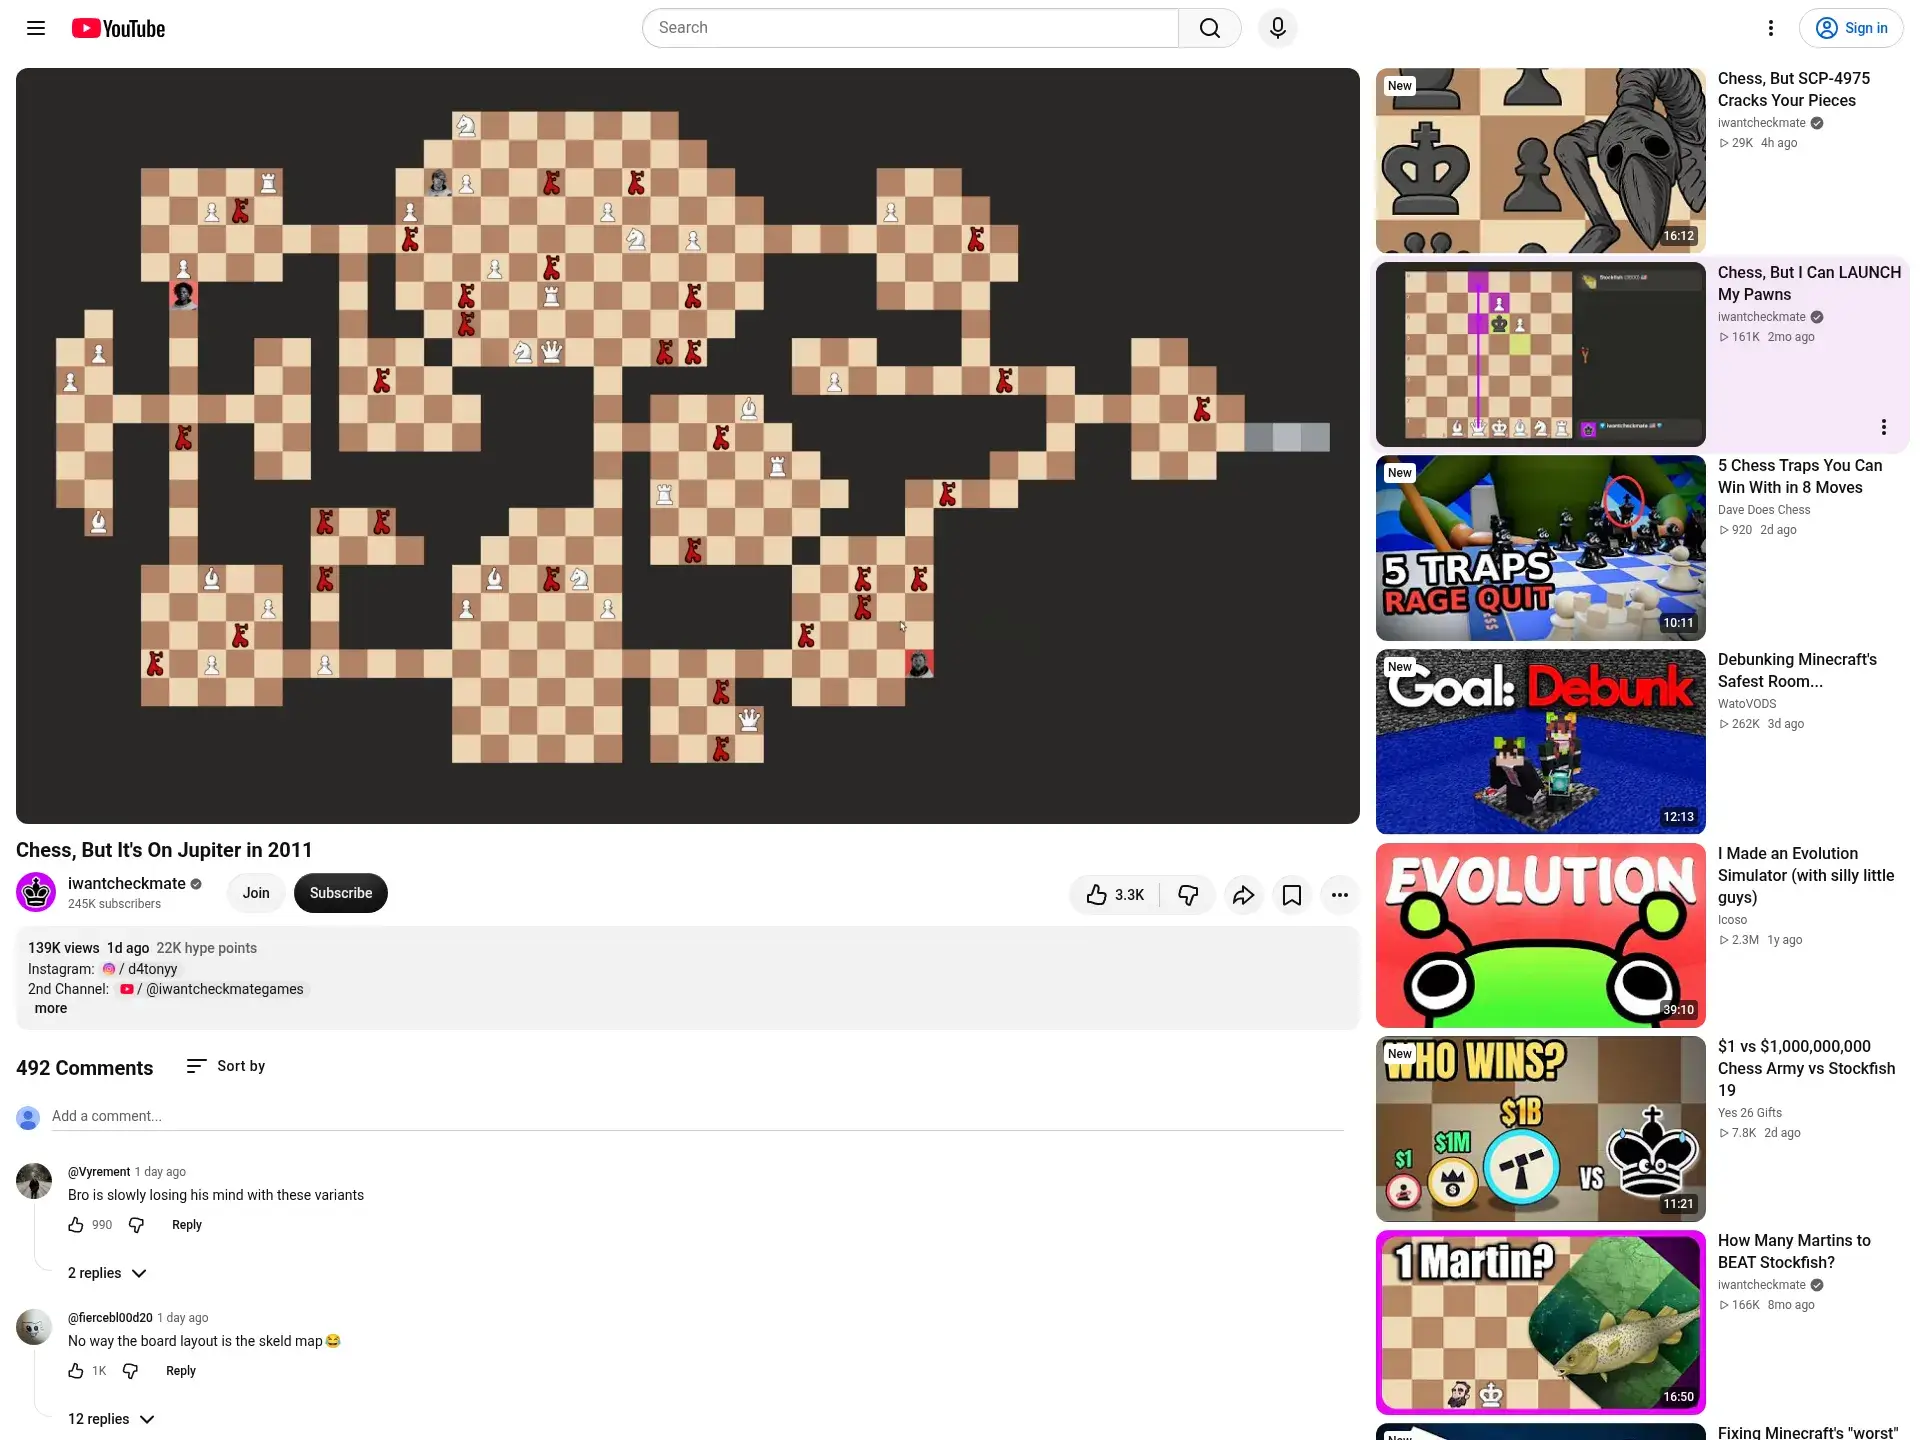 YouTube
Search
Sign in
Chess, But It's On Jupiter in 2011
iwantcheckmate
245K subscribers
Join
Subscribe
3.3K
139K views 1d ago 22K hype points
Instagram: / d4tonyy
2nd Channel: / @iwantcheckmategames
more
492 Comments
Sort by
Add a comment...
@Vyrement 1 day ago
Bro is slowly losing his mind with these variants
990
Reply
2 replies
@fiercebl00d20 1 day ago
No way the board layout is the skeld map😂
1K
Reply
12 replies
New
16:12
Chess, But SCP-4975
Cracks Your Pieces
iwantcheckmate
29K 4h ago
Stockfish
iwantcheckmate
Chess, But I Can LAUNCH
My Pawns
iwantcheckmate
161K 2mo ago
New
5 TRAPS
RAGE QUIT
10:11
5 Chess Traps You Can
Win With in 8 Moves
Dave Does Chess
920 2d ago
New
Goal: Debunk
12:13
Debunking Minecraft's
Safest Room...
WatoVODS
262K 3d ago
EVOLUTION
39:10
I Made an Evolution
Simulator (with silly little
guys)
Icoso
2.3M 1y ago
New
WHO WINS?
$1B
$1M
$1
VS
11:21
$1 vs $1,000,000,000
Chess Army vs Stockfish
19
Yes 26 Gifts
7.8K 2d ago
1 Martin?
16:50
How Many Martins to
BEAT Stockfish?
iwantcheckmate
166K 8mo ago
New
Fixing Minecraft's "worst"